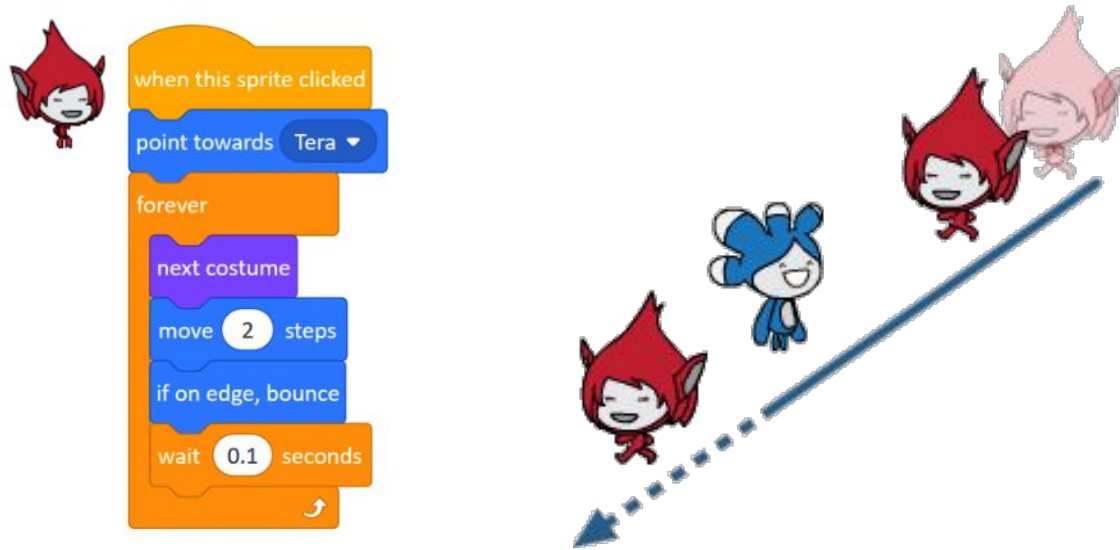 when this sprite clicked
point towards Tera
forever
next costume
move 2 steps
if on edge, bounce
wait 0.1 seconds